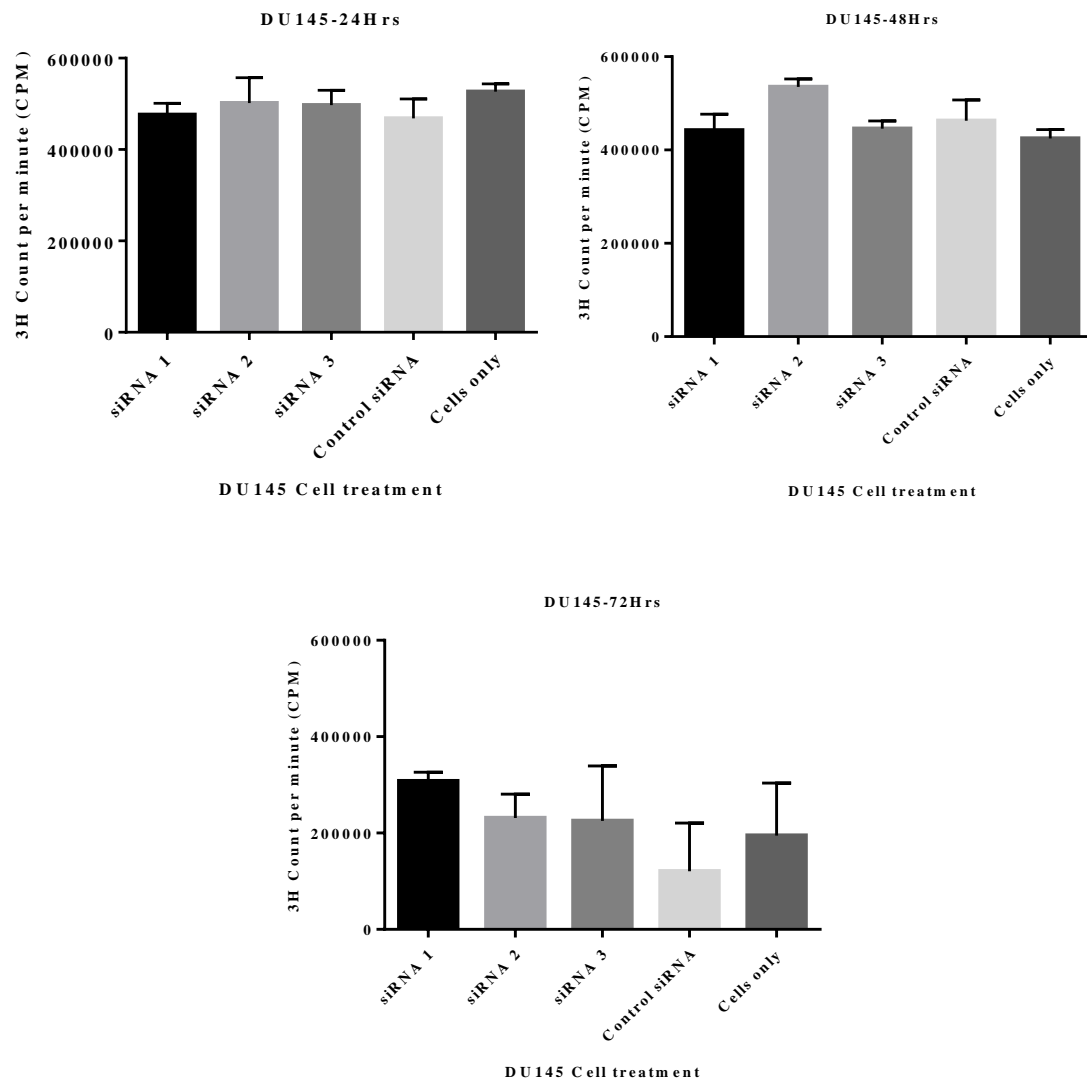 DU145-24Hrs
3H Count per minute (CPM)
600000
400000
200000
0
siRNA 1
siRNA 2
siRNA 3
Control siRNA
Cells only
DU145 Cell treatment
DU145-48Hrs
3H Count per minute (CPM)
600000
400000
200000
0
siRNA 1
siRNA 2
siRNA 3
Control siRNA
Cells only
DU145 Cell treatment
DU145-72Hrs
3H Count per minute (CPM)
600000
400000
200000
0
siRNA 1
siRNA 2
siRNA 3
Control siRNA
Cells only
DU145 Cell treatment